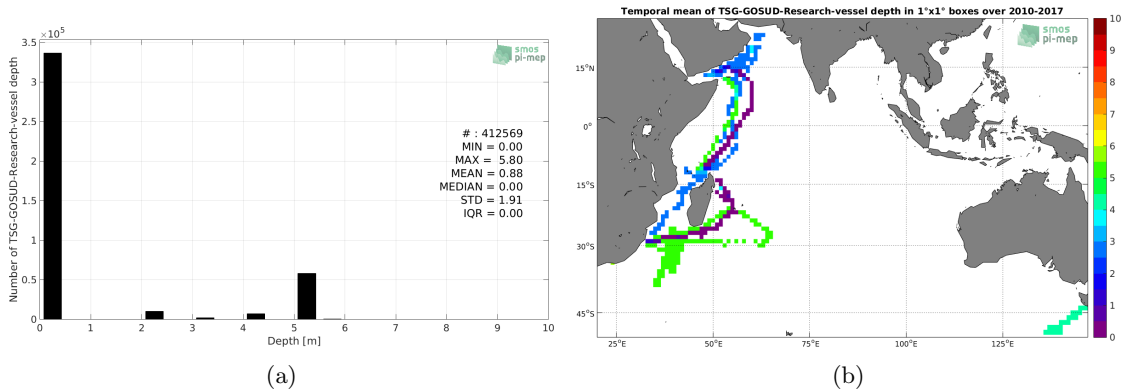 ×10⁵
3.5
3
2.5
2
1.5
1
0.5
0
Number of TSG-GOSUD-Research-vessel depth
smos
pi-mep
# : 412569
MIN = 0.00
MAX = 5.80
MEAN = 0.88
MEDIAN = 0.00
STD = 1.91
IQR = 0.00
0 1 2 3 4 5 6 7 8 9 10
Depth [m]
(a)
Temporal mean of TSG-GOSUD-Research-vessel depth in 1°x1° boxes over 2010-2017
smos
pi-mep
15°N
0°
15°S
30°S
45°S
25°E 50°E 75°E 100°E 125°E
10
9
8
7
6
5
4
3
2
1
0
(b)